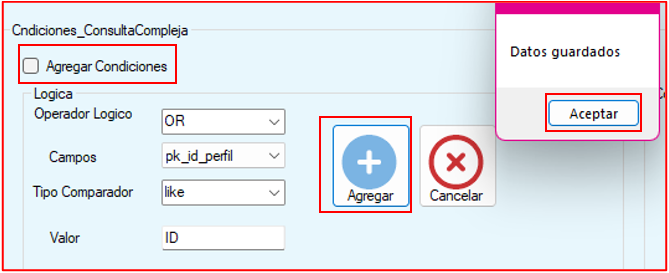 Cndiciones_ConsultaCompleja
Datos guardados
Agregar Condiciones
Aceptar
Logica
Operador Logico OR
Campos pk_id_perfil
Tipo Comparador like
Agregar Cancelar
Valor ID